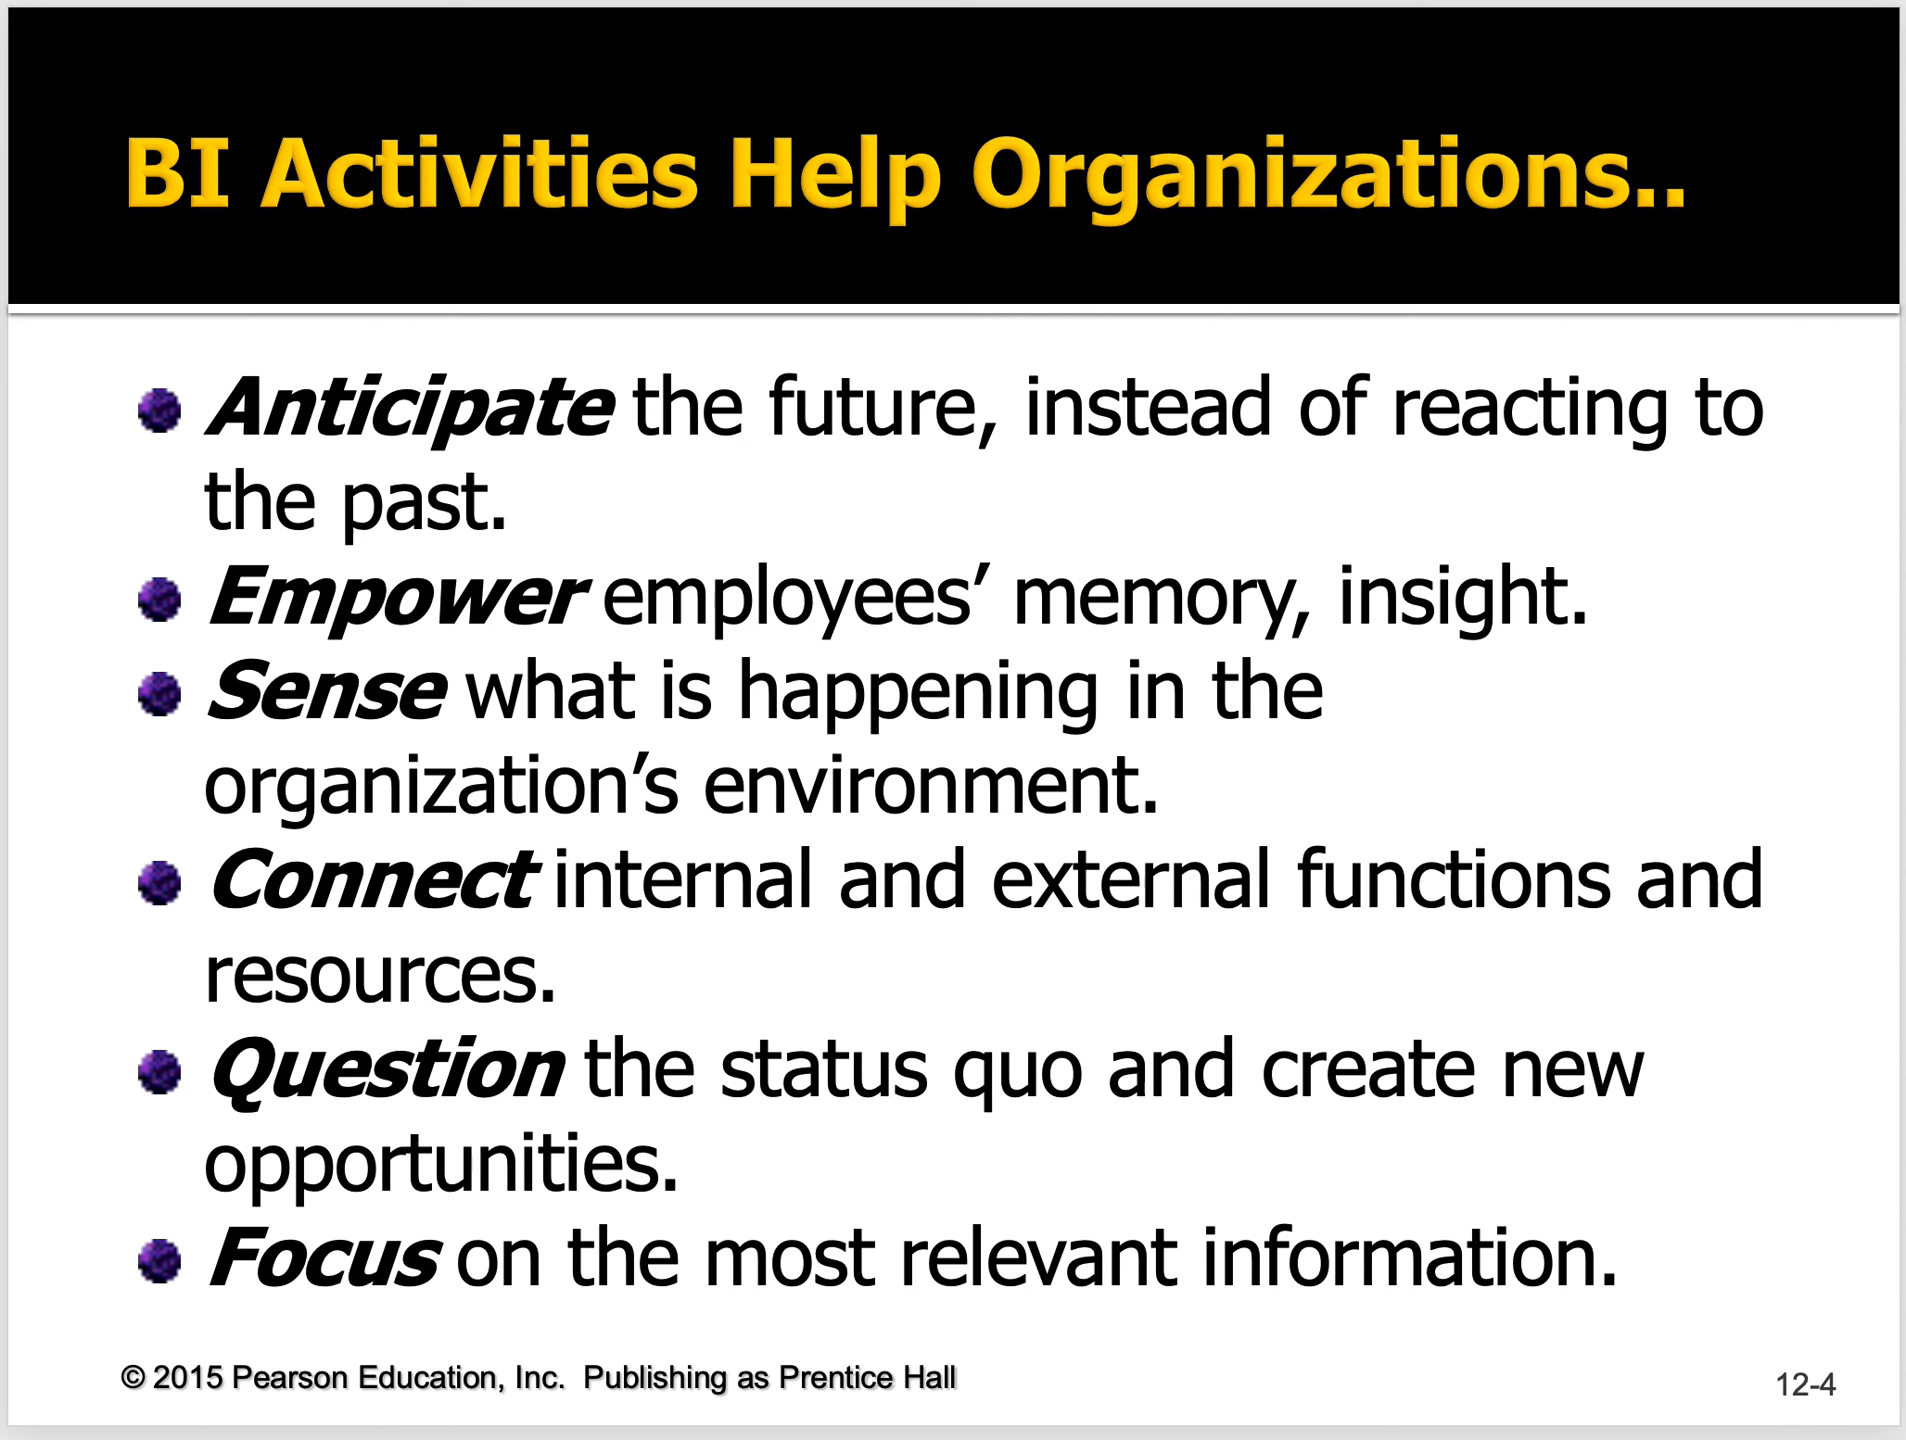 BI Activities Help Organizations..
Anticipate the future, instead of reacting to
the past.
Empower employees’ memory, insight.
Sense what is happening in the
organization’s environment.
Connect internal and external functions and
resources.
Question the status quo and create new
opportunities.
Focus on the most relevant information.
© 2015 Pearson Education, Inc.  Publishing as Prentice Hall
12-4